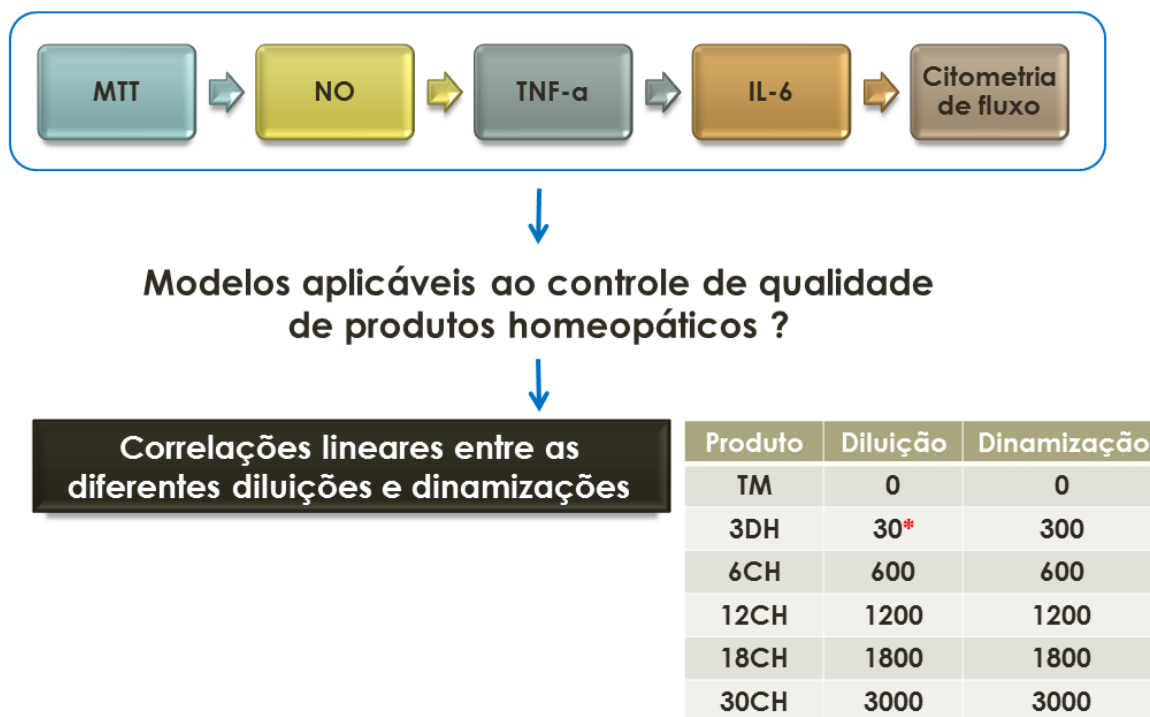 MTT
NO
TNF-α
IL-6
Citometria
de fluxo
Modelos aplicáveis ao controle de qualidade
de produtos homeopáticos ?
Correlações lineares entre as
diferentes diluições e dinamizações
Produto Diluição Dinamização
TM 0 0
3DH 30* 300
6CH 600 600
12CH 1200 1200
18CH 1800 1800
30CH 3000 3000